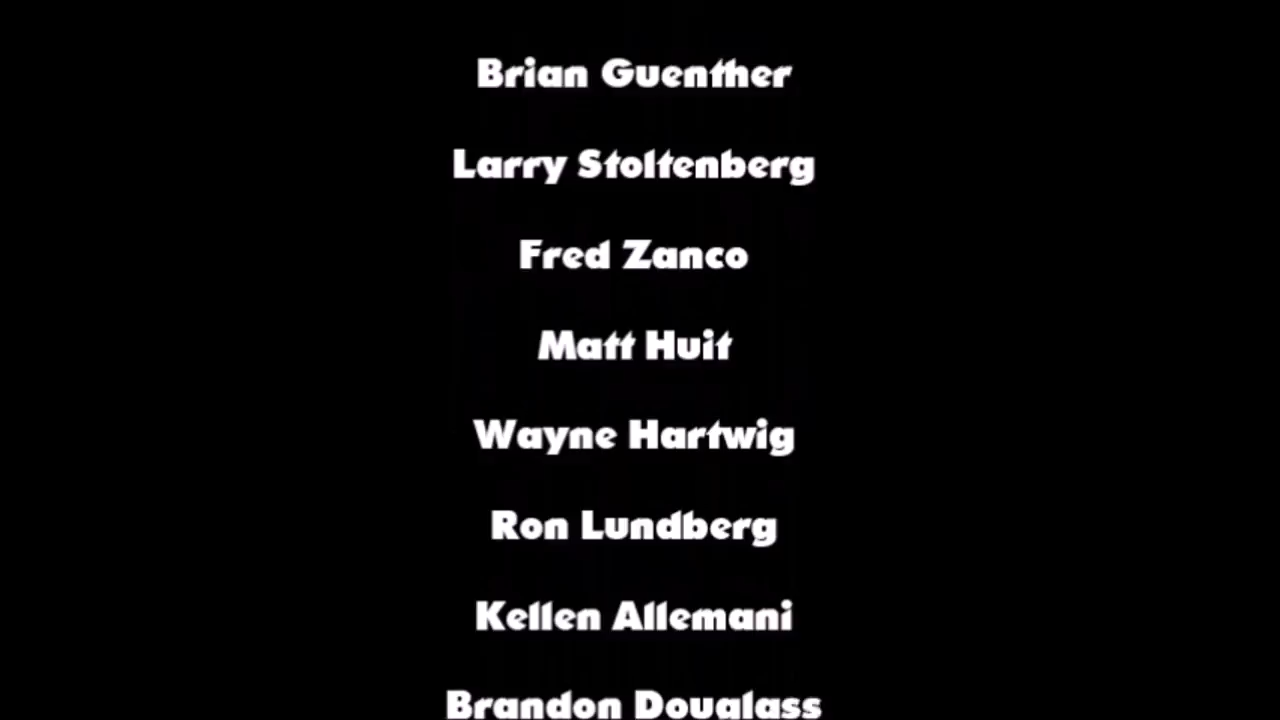 Brian Guenther
Larry Stoltenberg
Fred Zanco
Matt Huit
Wayne Hartwig
Ron Lundberg
Kellen Allemani
Brandon Douglass